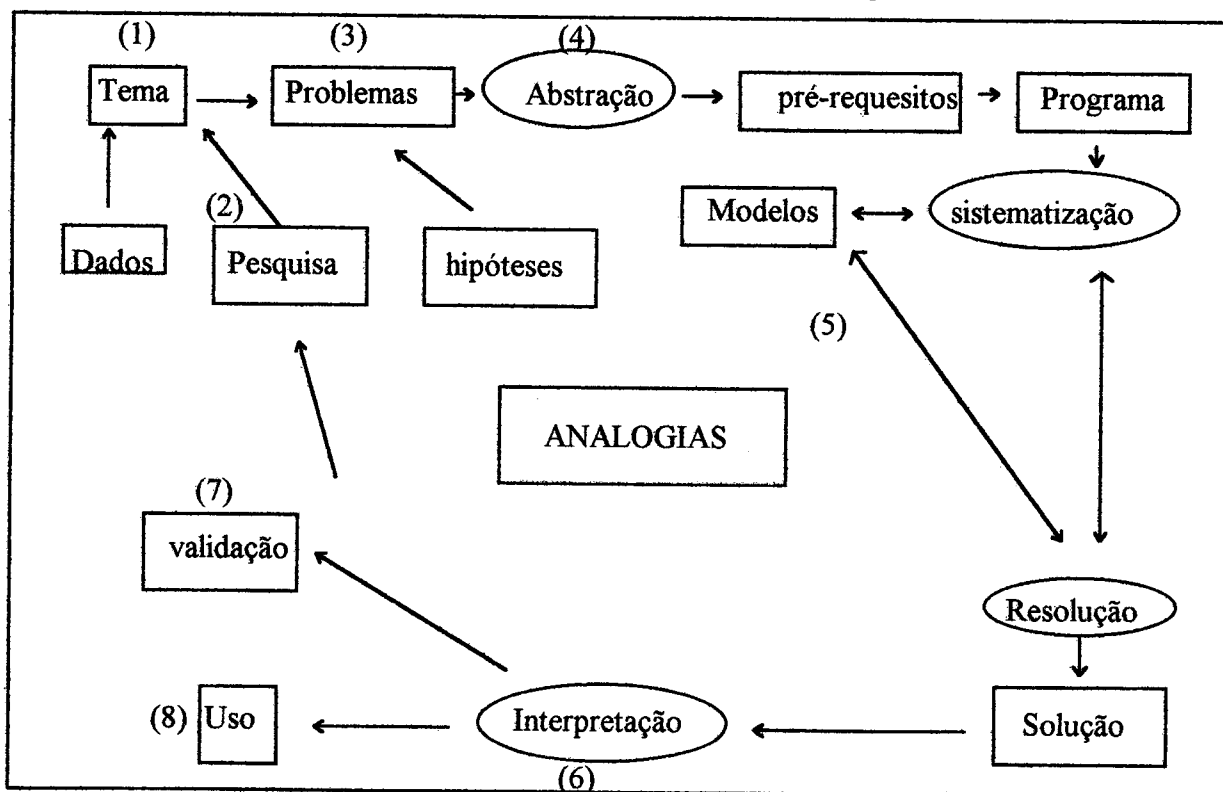 (1)
(3)
(4)
Tema
Problemas
Abstração
pré-requesitos
Programa
(2)
Modelos
sistematização
Dados
Pesquisa
hipóteses
(5)
ANALOGIAS
(7)
validação
Resolução
(8) Uso
Interpretação
Solução
(6)